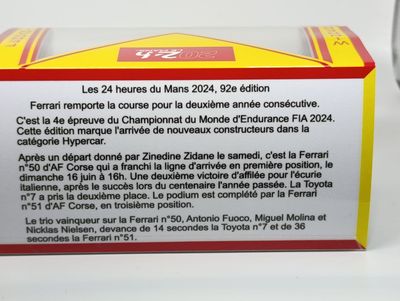 Les 24 heures du Mans 2024, 92e édition
Ferrari remporte la course pour la deuxième année consécutive.
C'est la 4e épreuve du Championnat du Monde d'Endurance FIA 2024.
Cette édition marque l'arrivée de nouveaux constructeurs dans la
catégorie Hypercar.
Après un départ donné par Zinedine Zidane le samedi, c'est la Ferrari
n°50 d'AF Corse qui a franchi la ligne d'arrivée en première position, le
dimanche 16 juin à 16h. Une deuxième victoire d'affilée pour l'écurie
italienne, après le succès lors du centenaire l'année passée. La Toyota
n°7 a pris la deuxième place. Le podium est complété par la Ferrari
n°51 d'AF Corse, en troisième position.
Le trio vainqueur sur la Ferrari n°50, Antonio Fuoco, Miguel Molina et
Nicklas Nielsen, devance de 14 secondes la Toyota n°7 et de 36
secondes la Ferrari n°51.